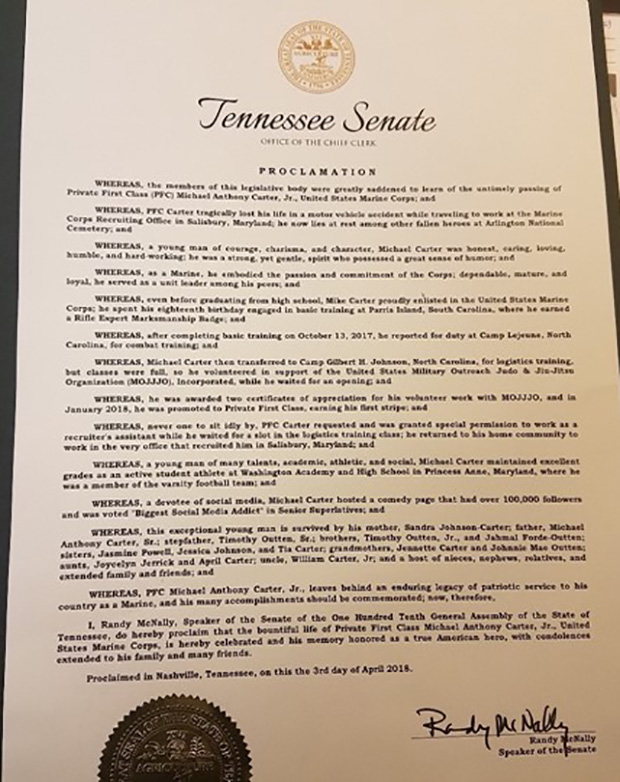 THE GREAT SEAL OF THE STATE OF TENNESSEE
XVI
AGRICULTURE
1796
Tennessee Senate
OFFICE OF THE CHIEF CLERK
PROCLAMATION
WHEREAS, the members of this legislative body were greatly saddened to learn of the untimely passing of
Private First Class (PFC) Michael Anthony Carter, Jr., United States Marine Corps; and
WHEREAS, PFC Carter tragically lost his life in a motor vehicle accident while traveling to work at the Marine
Corps Recruiting Office in Salisbury, Maryland; he now lies at rest among other fallen heroes at Arlington National
Cemetery; and
WHEREAS, a young man of courage, charisma, and character, Michael Carter was honest, caring, loving,
humble, and hard-working; he was a strong, yet gentle, spirit who possessed a great sense of humor; and
WHEREAS, as a Marine, he embodied the passion and commitment of the Corps; dependable, mature, and
loyal, he served as a unit leader among his peers; and
WHEREAS, even before graduating from high school, Mike Carter proudly enlisted in the United States Marine
Corps; he spent his eighteenth birthday engaged in basic training at Parris Island, South Carolina, where he earned
a Rifle Expert Marksmanship Badge; and
WHEREAS, after completing basic training on October 13, 2017, he reported for duty at Camp Lejeune, North
Carolina, for combat training; and
WHEREAS, Michael Carter then transferred to Camp Gilbert H. Johnson, North Carolina, for logistics training,
but classes were full, so he volunteered in support of the United States Military Outreach Judo & Jiu-Jitsu
Organization (MOJJJO), Incorporated, while he waited for an opening; and
WHEREAS, he was awarded two certificates of appreciation for his volunteer work with MOJJJO, and in
January 2018, he was promoted to Private First Class, earning his first stripe; and
WHEREAS, never one to sit idly by, PFC Carter requested and was granted special permission to work as a
recruiter's assistant while he waited for a slot in the logistics training class; he returned to his home community to
work in the very office that recruited him in Salisbury, Maryland; and
WHEREAS, a young man of many talents, academic, athletic, and social, Michael Carter maintained excellent
grades as an active student athlete at Washington Academy and High School in Princess Anne, Maryland, where he
was a member of the varsity football team; and
WHEREAS, a devotee of social media, Michael Carter hosted a comedy page that had over 100,000 followers
and was voted "Biggest Social Media Addict" in Senior Superlatives; and
WHEREAS, this exceptional young man is survived by his mother, Sandra Johnson-Carter; father, Michael
Anthony Carter, Sr.; stepfather, Timothy Outten, Sr.; brothers, Timothy Outten, Jr., and Jahmal Forde-Outten;
sisters, Jasmine Powell, Jessica Johnson, and Tia Carter; grandmothers, Jennette Carter and Johnnie Mae Outten;
aunts, Joycelyn Jerrick and April Carter; uncle, William Carter, Jr; and a host of nieces, nephews, relatives, and
extended family and friends; and
WHEREAS, PFC Michael Anthony Carter, Jr., leaves behind an enduring legacy of patriotic service to his
country as a Marine, and his many accomplishments should be commemorated; now, therefore,
I, Randy McNally, Speaker of the Senate of the One Hundred Tenth General Assembly of the State of
Tennessee, do hereby proclaim that the bountiful life of Private First Class Michael Anthony Carter, Jr., United
States Marine Corps, is hereby celebrated and his memory honored as a true American hero, with condolences
extended to his family and many friends.
Proclaimed in Nashville, Tennessee, on this the 3rd day of April 2018.
Randy McNally
Randy McNally
Speaker of the Senate
SEAL OF THE STATE OF
XVI
AGRICULTURE